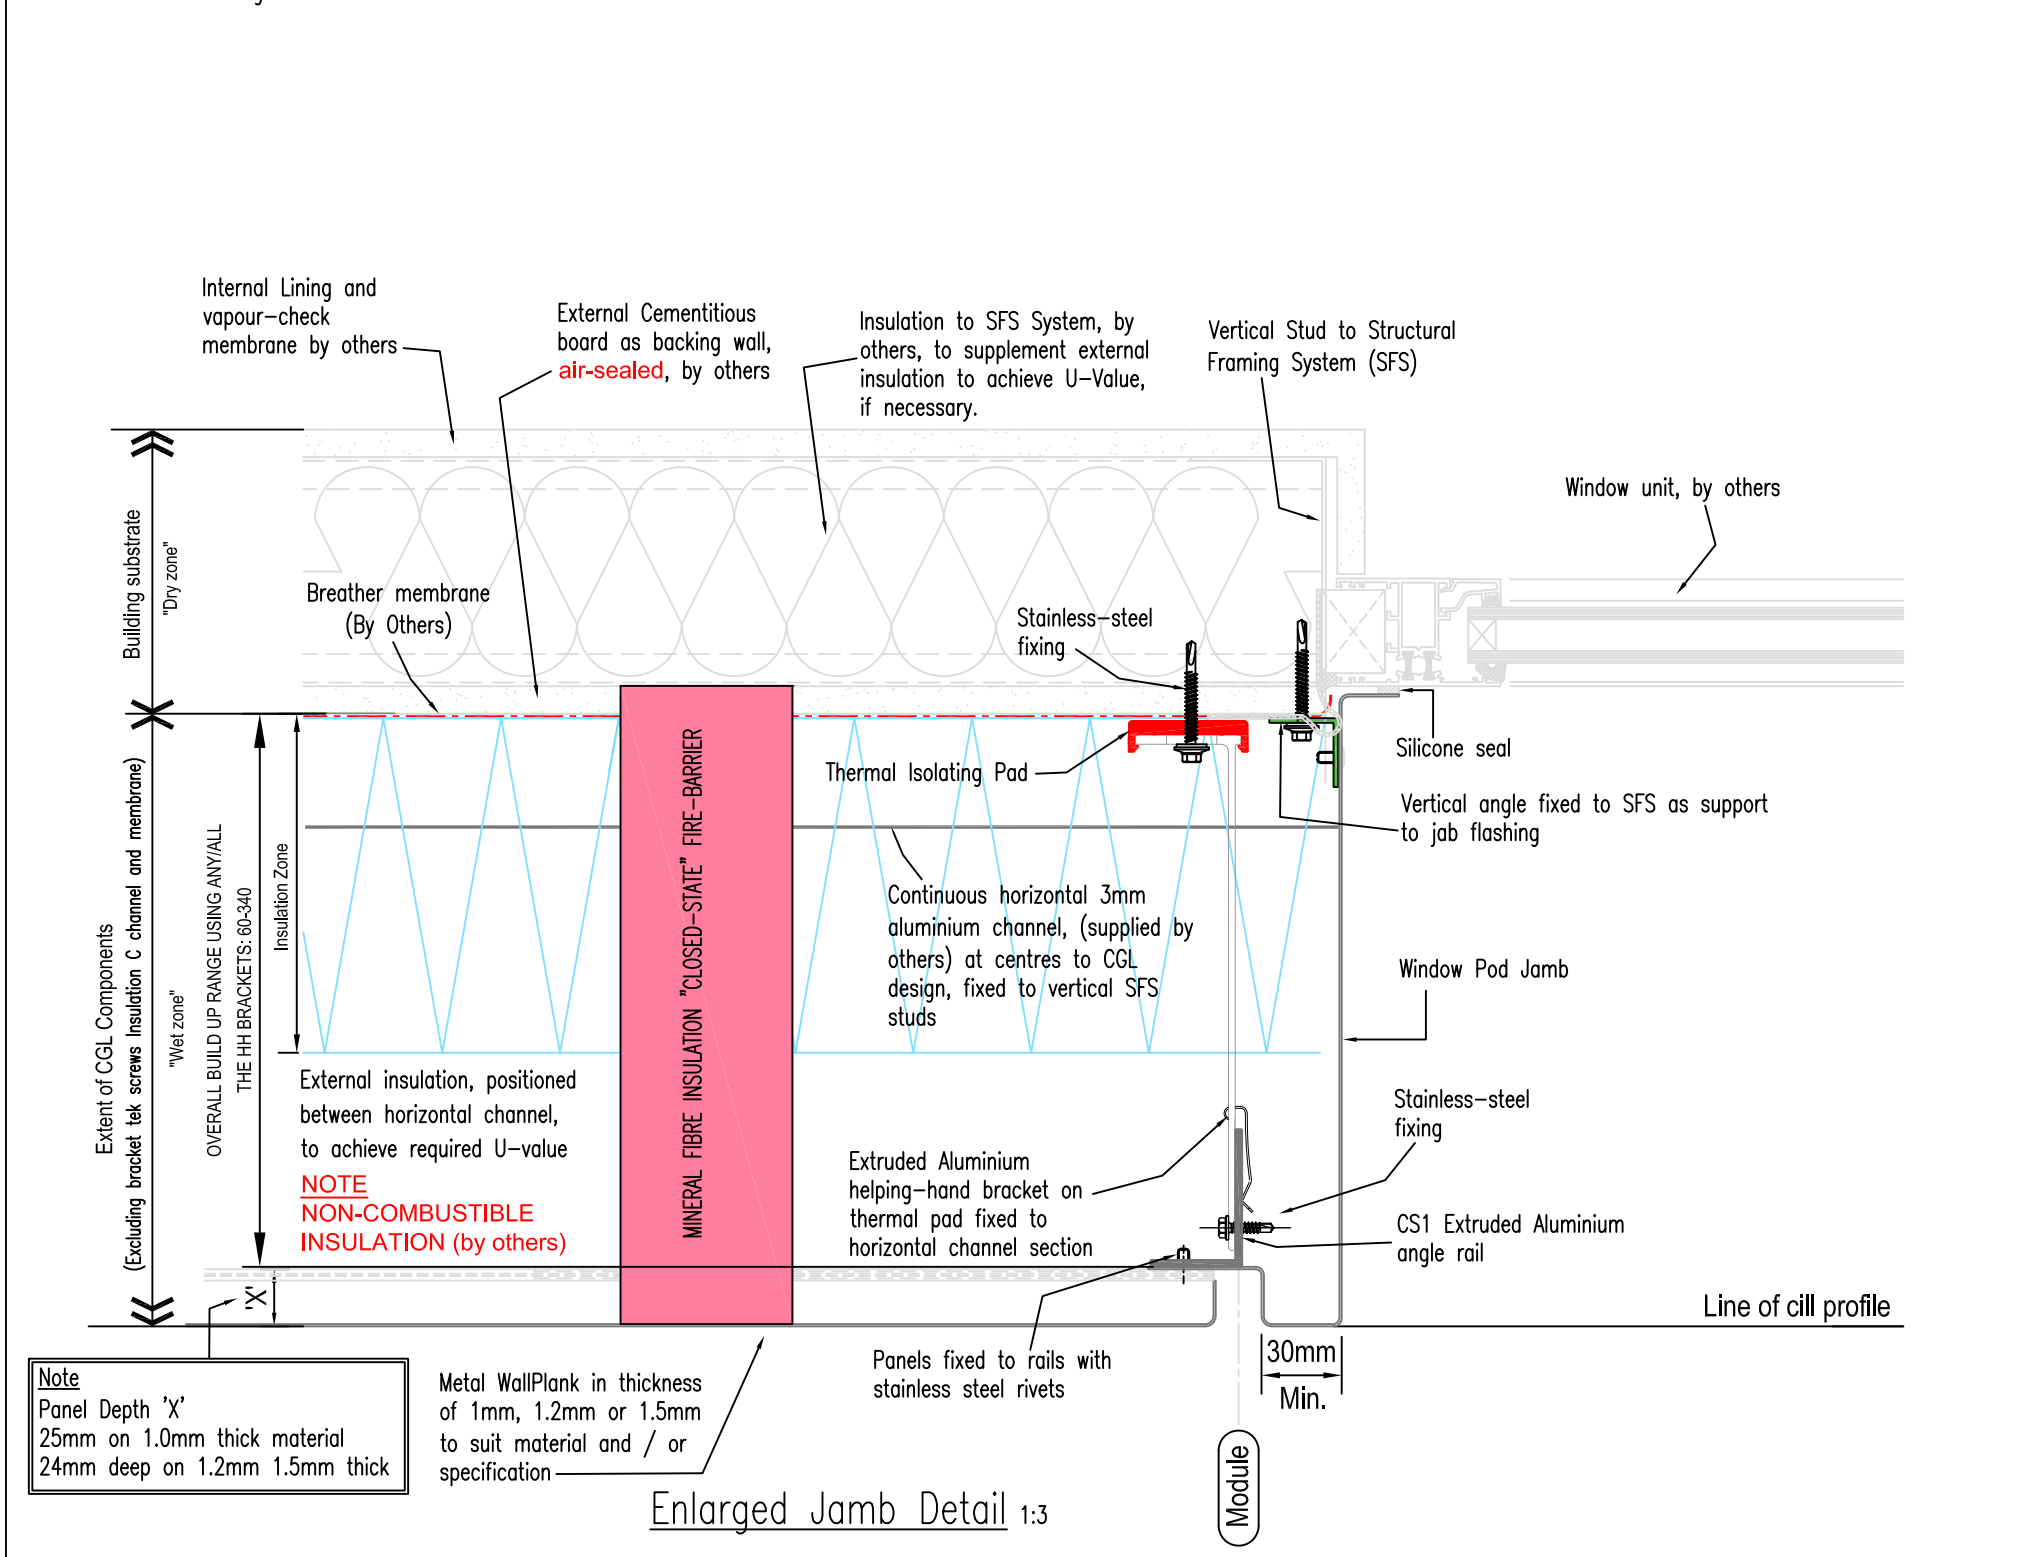 Internal Lining and
vapour-check
membrane by others
External Cementitious
board as backing wall,
air-sealed, by others
Insulation to SFS System, by
others, to supplement external
insulation to achieve U-Value,
if necessary.
Vertical Stud to Structural
Framing System (SFS)
Window unit, by others
Building substrate
"Dry zone"
Breather membrane
(By Others)
Stainless-steel
fixing
Thermal Isolating Pad
Silicone seal
Vertical angle fixed to SFS as support
to jab flashing
MINERAL FIBRE INSULATION "CLOSED-STATE" FIRE-BARRIER
Extent of CGL Components
(Excluding bracket tek screws Insulation C channel and membrane)
"Wet zone"
OVERALL BUILD UP RANGE USING ANY/ALL
THE HH BRACKETS: 60-340
Insulation Zone
Continuous horizontal 3mm
aluminium channel, (supplied by
others) at centres to CGL
design, fixed to vertical SFS
studs
Window Pod Jamb
External insulation, positioned
between horizontal channel,
to achieve required U-value
NOTE
NON-COMBUSTIBLE
INSULATION (by others)
Extruded Aluminium
helping-hand bracket on
thermal pad fixed to
horizontal channel section
Stainless-steel
fixing
CS1 Extruded Aluminium
angle rail
'X'
Line of cill profile
30mm
Min.
Note
Panel Depth 'X'
25mm on 1.0mm thick material
24mm deep on 1.2mm 1.5mm thick
Metal WallPlank in thickness
of 1mm, 1.2mm or 1.5mm
to suit material and / or
specification
Panels fixed to rails with
stainless steel rivets
Module
Enlarged Jamb Detail 1:3